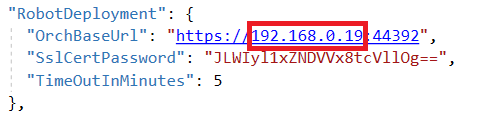 "RobotDeployment": {
"OrchBaseUrl": "https://192.168.0.19:44392",
"SslCertPassword": "JLWIyl1xZNDVVx8tcVllOg==",
"TimeOutInMinutes": 5
},